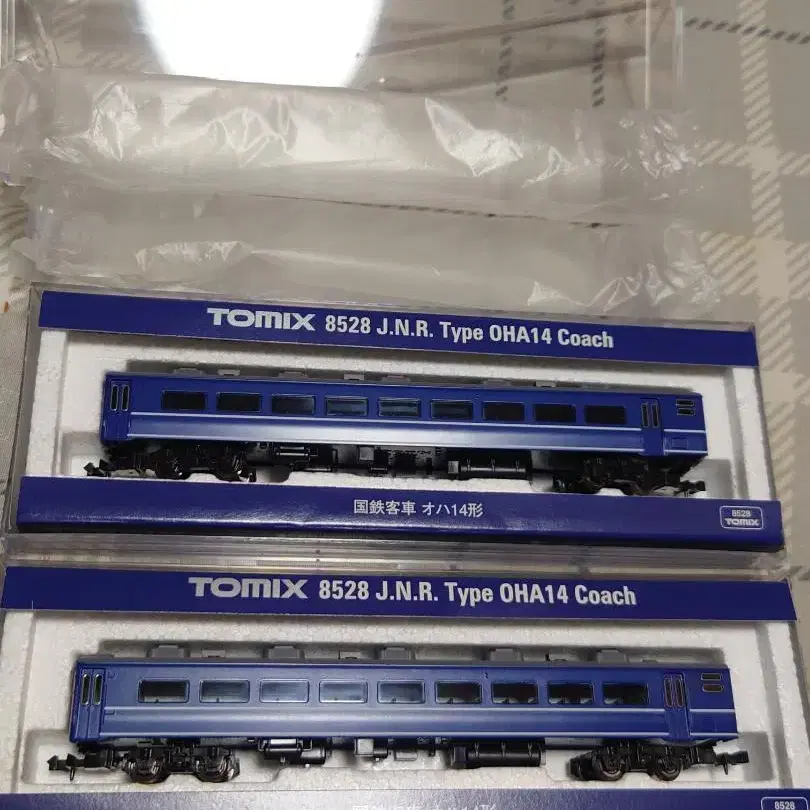 TOMIX 8528 J.N.R. Type OHA14 Coach
国鉄客車 オハ14形
8528
TOMIX
TOMIX 8528 J.N.R. Type OHA14 Coach
8528